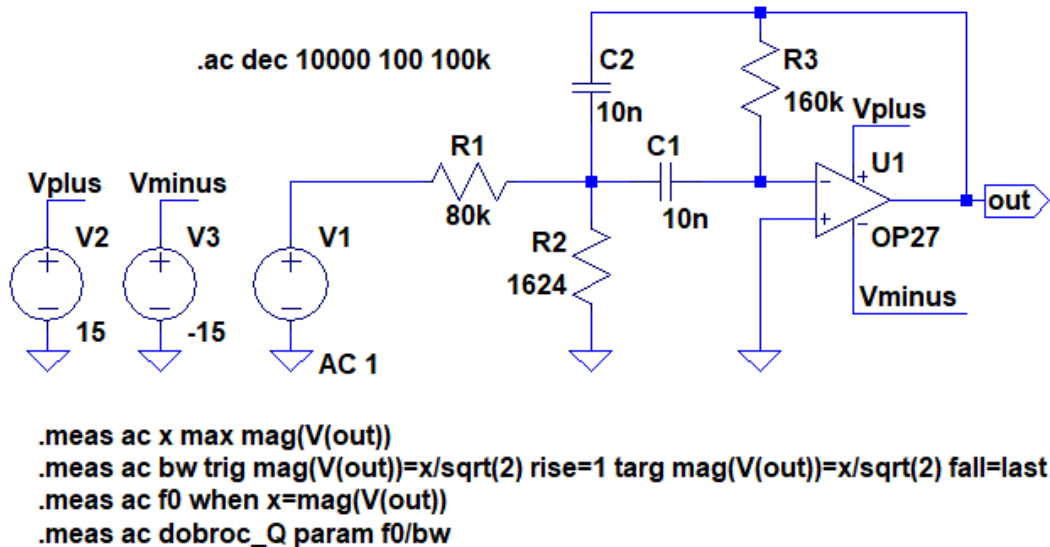 .ac dec 10000 100 100k
C2
10n
R3
160k
Vplus
U1
R1
80k
C1
10n
out
Vplus
Vminus
V2
V3
V1
R2
1624
OP27
15
-15
AC 1
Vminus
.meas ac x max mag(V(out))
.meas ac bw trig mag(V(out))=x/sqrt(2) rise=1 targ mag(V(out))=x/sqrt(2) fall=last
.meas ac f0 when x=mag(V(out))
.meas ac dobroc_Q param f0/bw